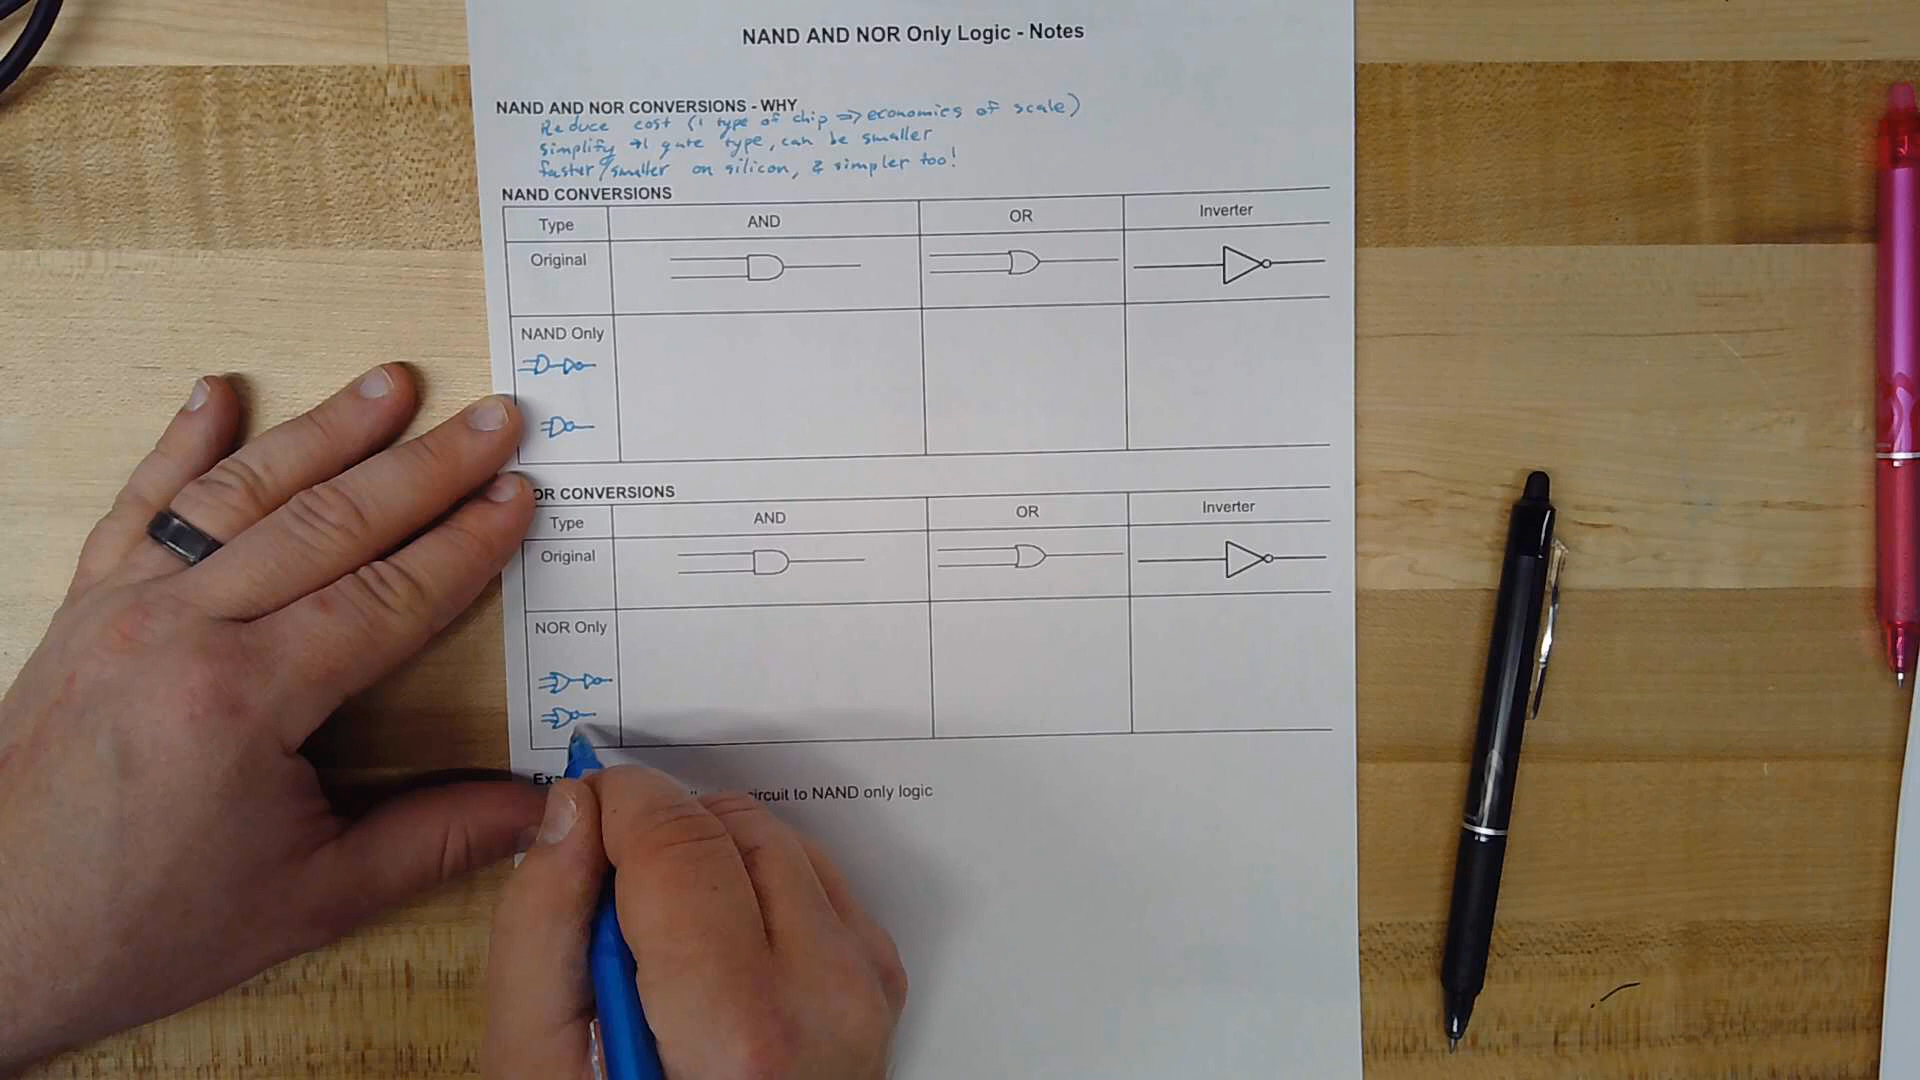 NAND AND NOR Only Logic - Notes
NAND AND NOR CONVERSIONS - WHY
Reduce cost (1 type of chip => economics of scale)
simplify → 1 gate type, can be smaller
faster/smaller on silicon, & simpler too!
NAND CONVERSIONS
Type AND OR Inverter
Original
NAND Only
OR CONVERSIONS
Type AND OR Inverter
Original
NOR Only
Exa
circuit to NAND only logic